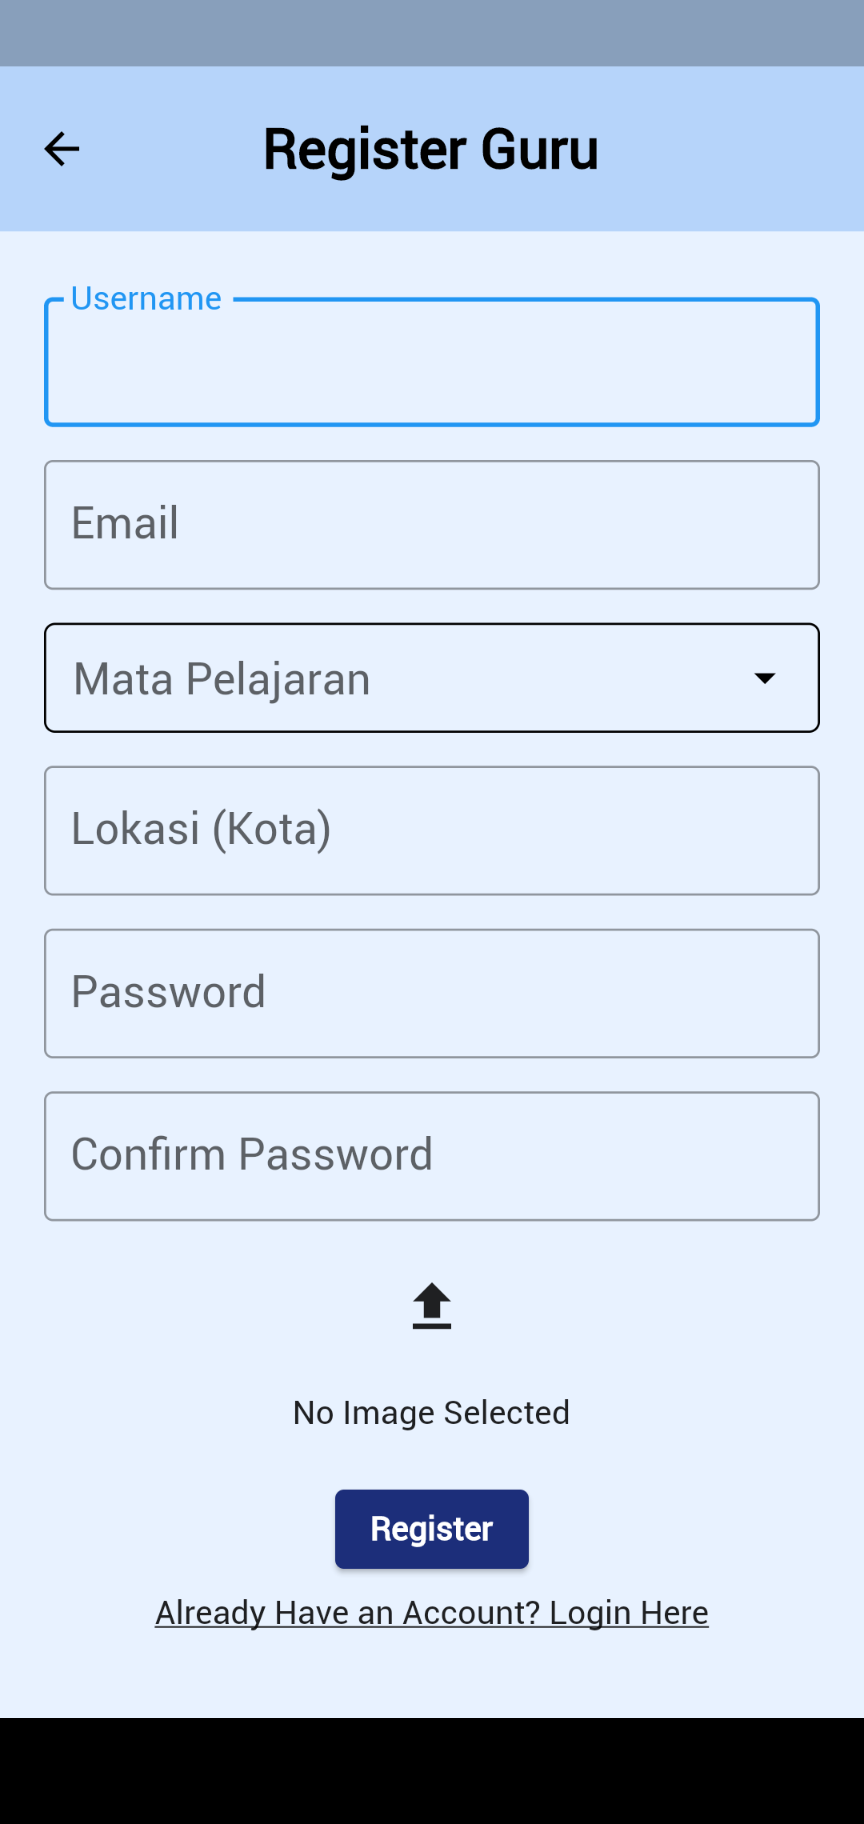 Register Guru
Username
Email
Mata Pelajaran
Lokasi (Kota)
Password
Confirm Password
No Image Selected
Register
Already Have an Account? Login Here